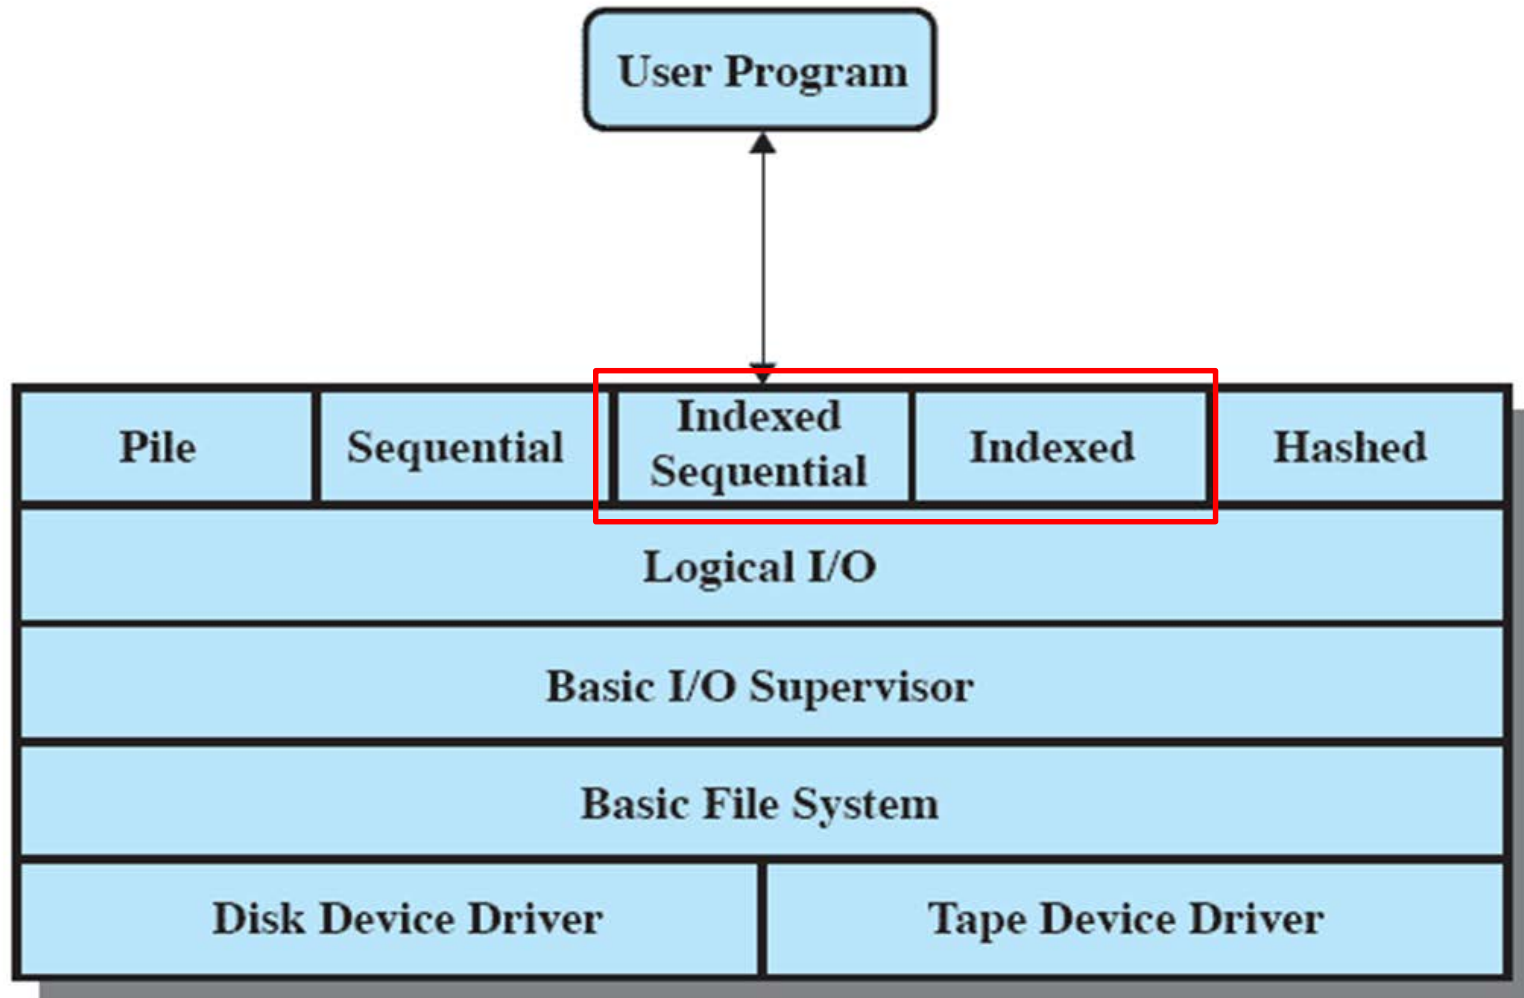 User Program
Pile
Sequential
Indexed
Sequential
Indexed
Hashed
Logical I/O
Basic I/O Supervisor
Basic File System
Disk Device Driver
Tape Device Driver